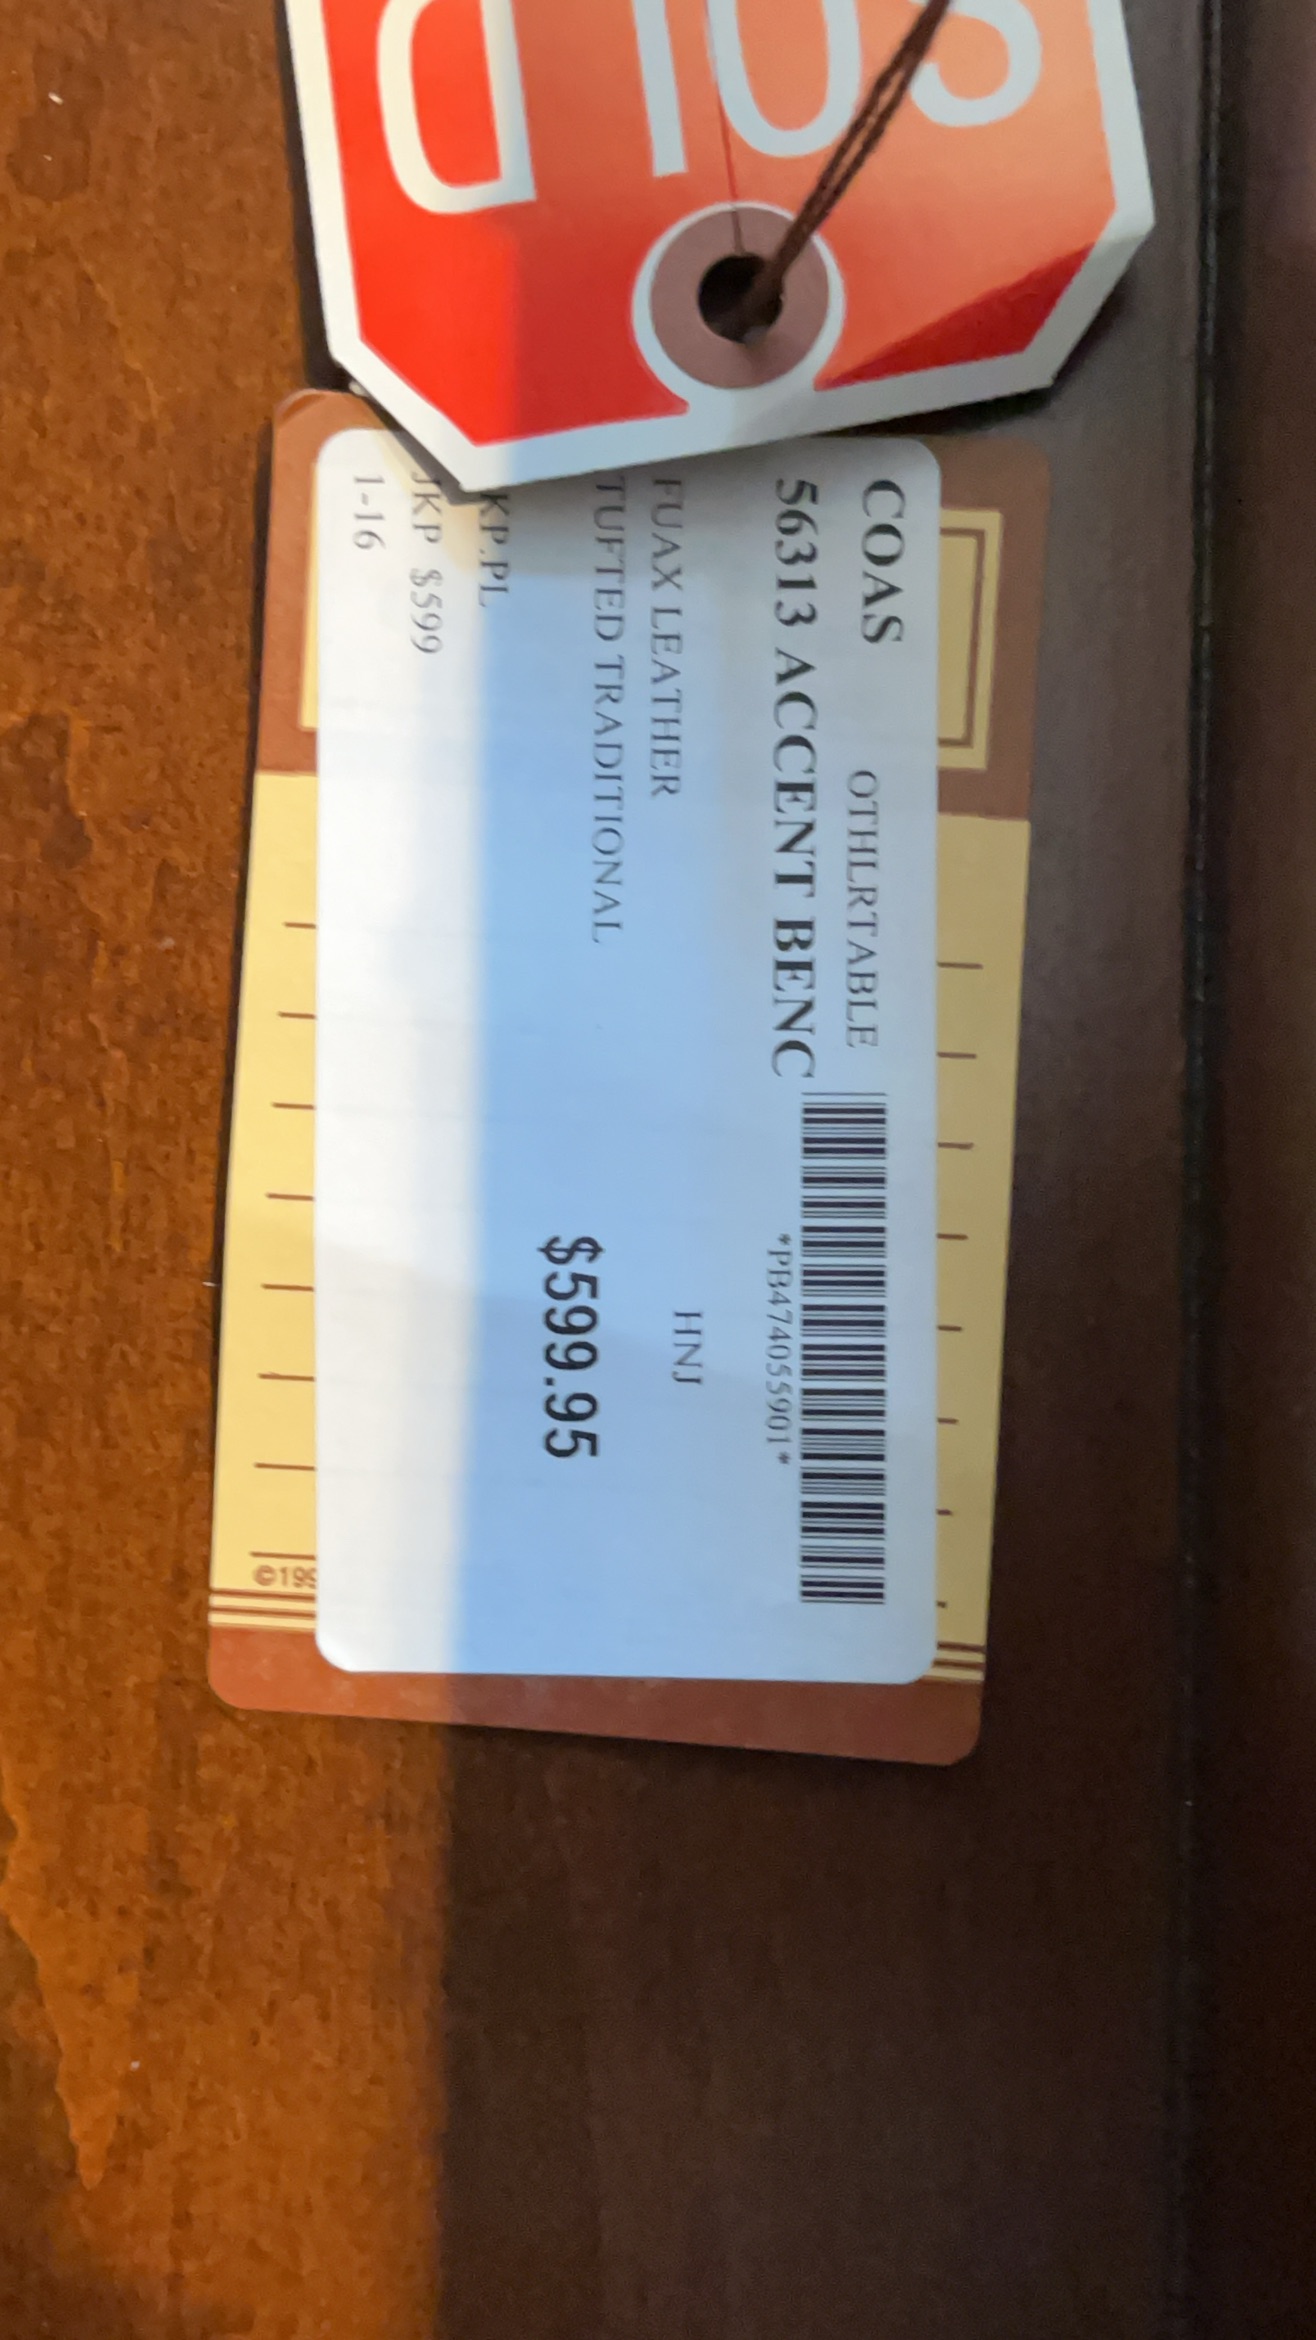 SOLD
COAS OTHLRTABLE
56313 ACCENT BENC
*PB474055901*
FUAX LEATHER HNJ
TUFTED TRADITIONAL
$599.95
KP.PL
JKP $599
1-16
©199